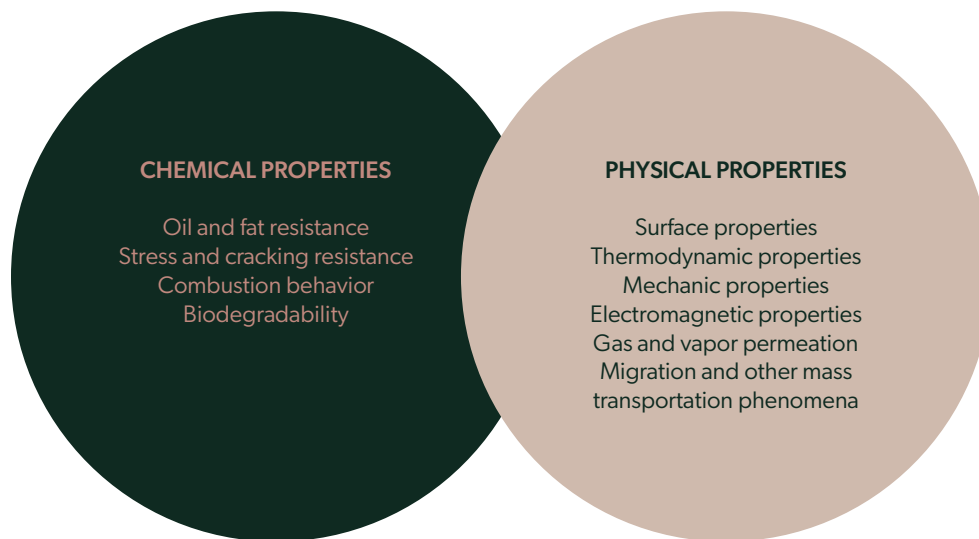 CHEMICAL PROPERTIES
Oil and fat resistance
Stress and cracking resistance
Combustion behavior
Biodegradability
PHYSICAL PROPERTIES
Surface properties
Thermodynamic properties
Mechanic properties
Electromagnetic properties
Gas and vapor permeation
Migration and other mass
transportation phenomena